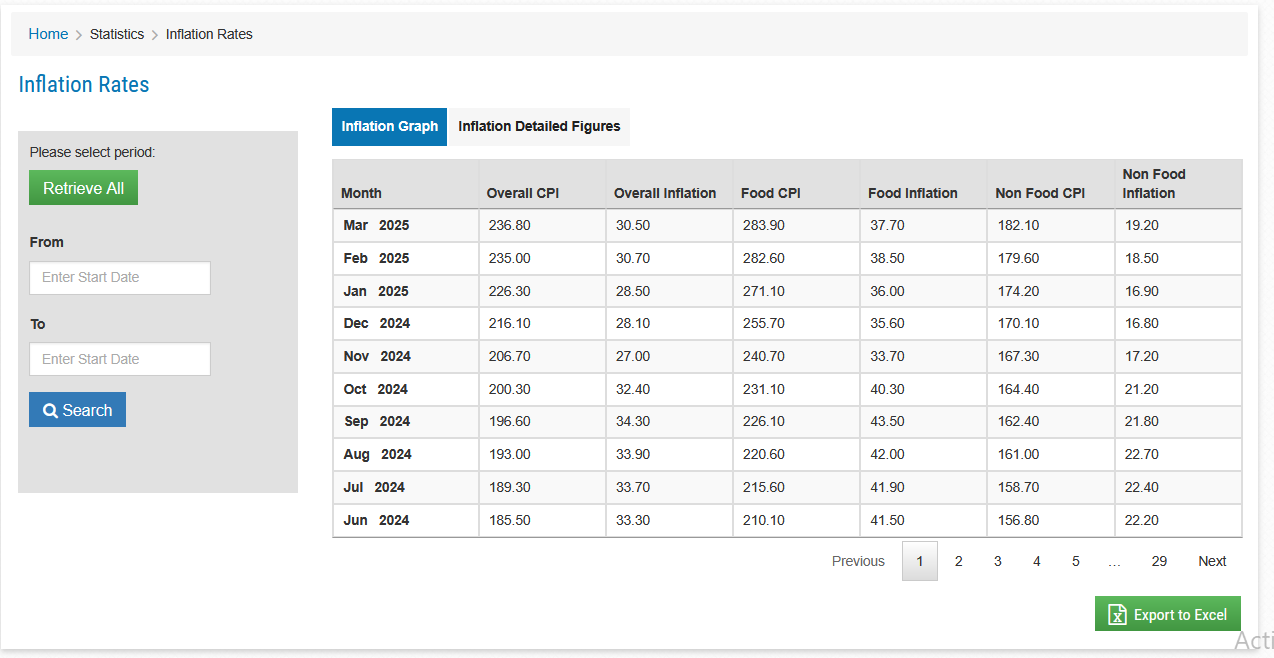 Home > Statistics > Inflation Rates
Inflation Rates
Please select period:
Retrieve All
From
Enter Start Date
To
Enter Start Date
Search
Inflation Graph Inflation Detailed Figures
Month Overall CPI Overall Inflation Food CPI Food Inflation Non Food CPI Non Food Inflation
Mar 2025 236.80 30.50 283.90 37.70 182.10 19.20
Feb 2025 235.00 30.70 282.60 38.50 179.60 18.50
Jan 2025 226.30 28.50 271.10 36.00 174.20 16.90
Dec 2024 216.10 28.10 255.70 35.60 170.10 16.80
Nov 2024 206.70 27.00 240.70 33.70 167.30 17.20
Oct 2024 200.30 32.40 231.10 40.30 164.40 21.20
Sep 2024 196.60 34.30 226.10 43.50 162.40 21.80
Aug 2024 193.00 33.90 220.60 42.00 161.00 22.70
Jul 2024 189.30 33.70 215.60 41.90 158.70 22.40
Jun 2024 185.50 33.30 210.10 41.50 156.80 22.20
Previous 1 2 3 4 5 … 29 Next
Export to Excel
Acti